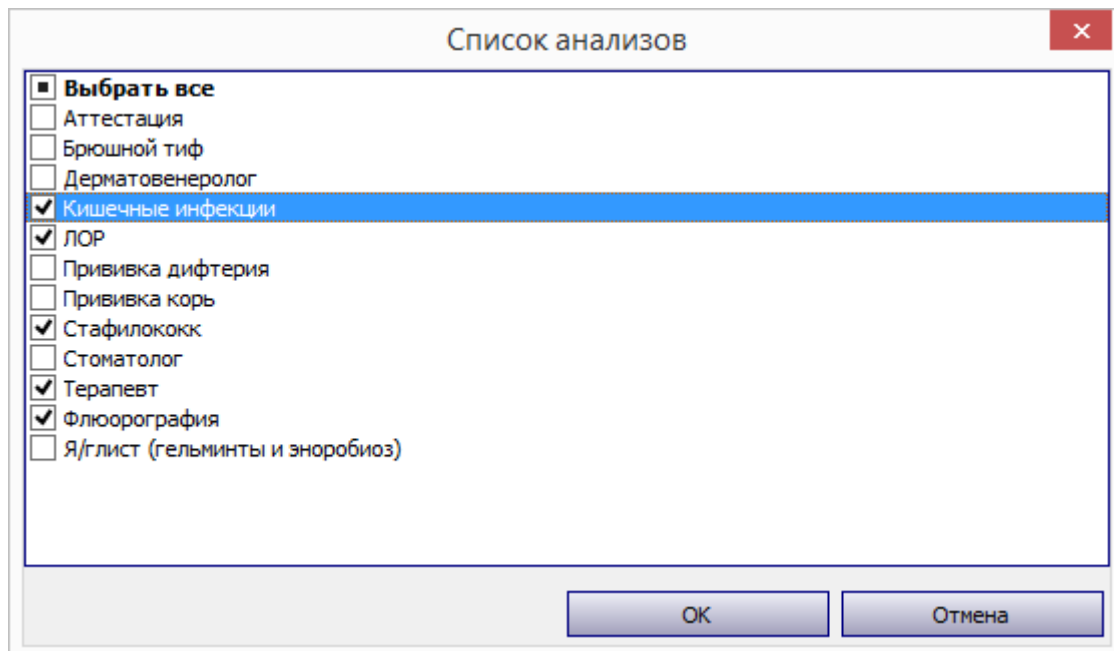 Список анализов
Выбрать все
Аттестация
Брюшной тиф
Дерматовенеролог
Кишечные инфекции
ЛОР
Прививка дифтерия
Прививка корь
Стафилококк
Стоматолог
Терапевт
Флюорография
Я/глист (гельминты и эноробиоз)
ОК
Отмена